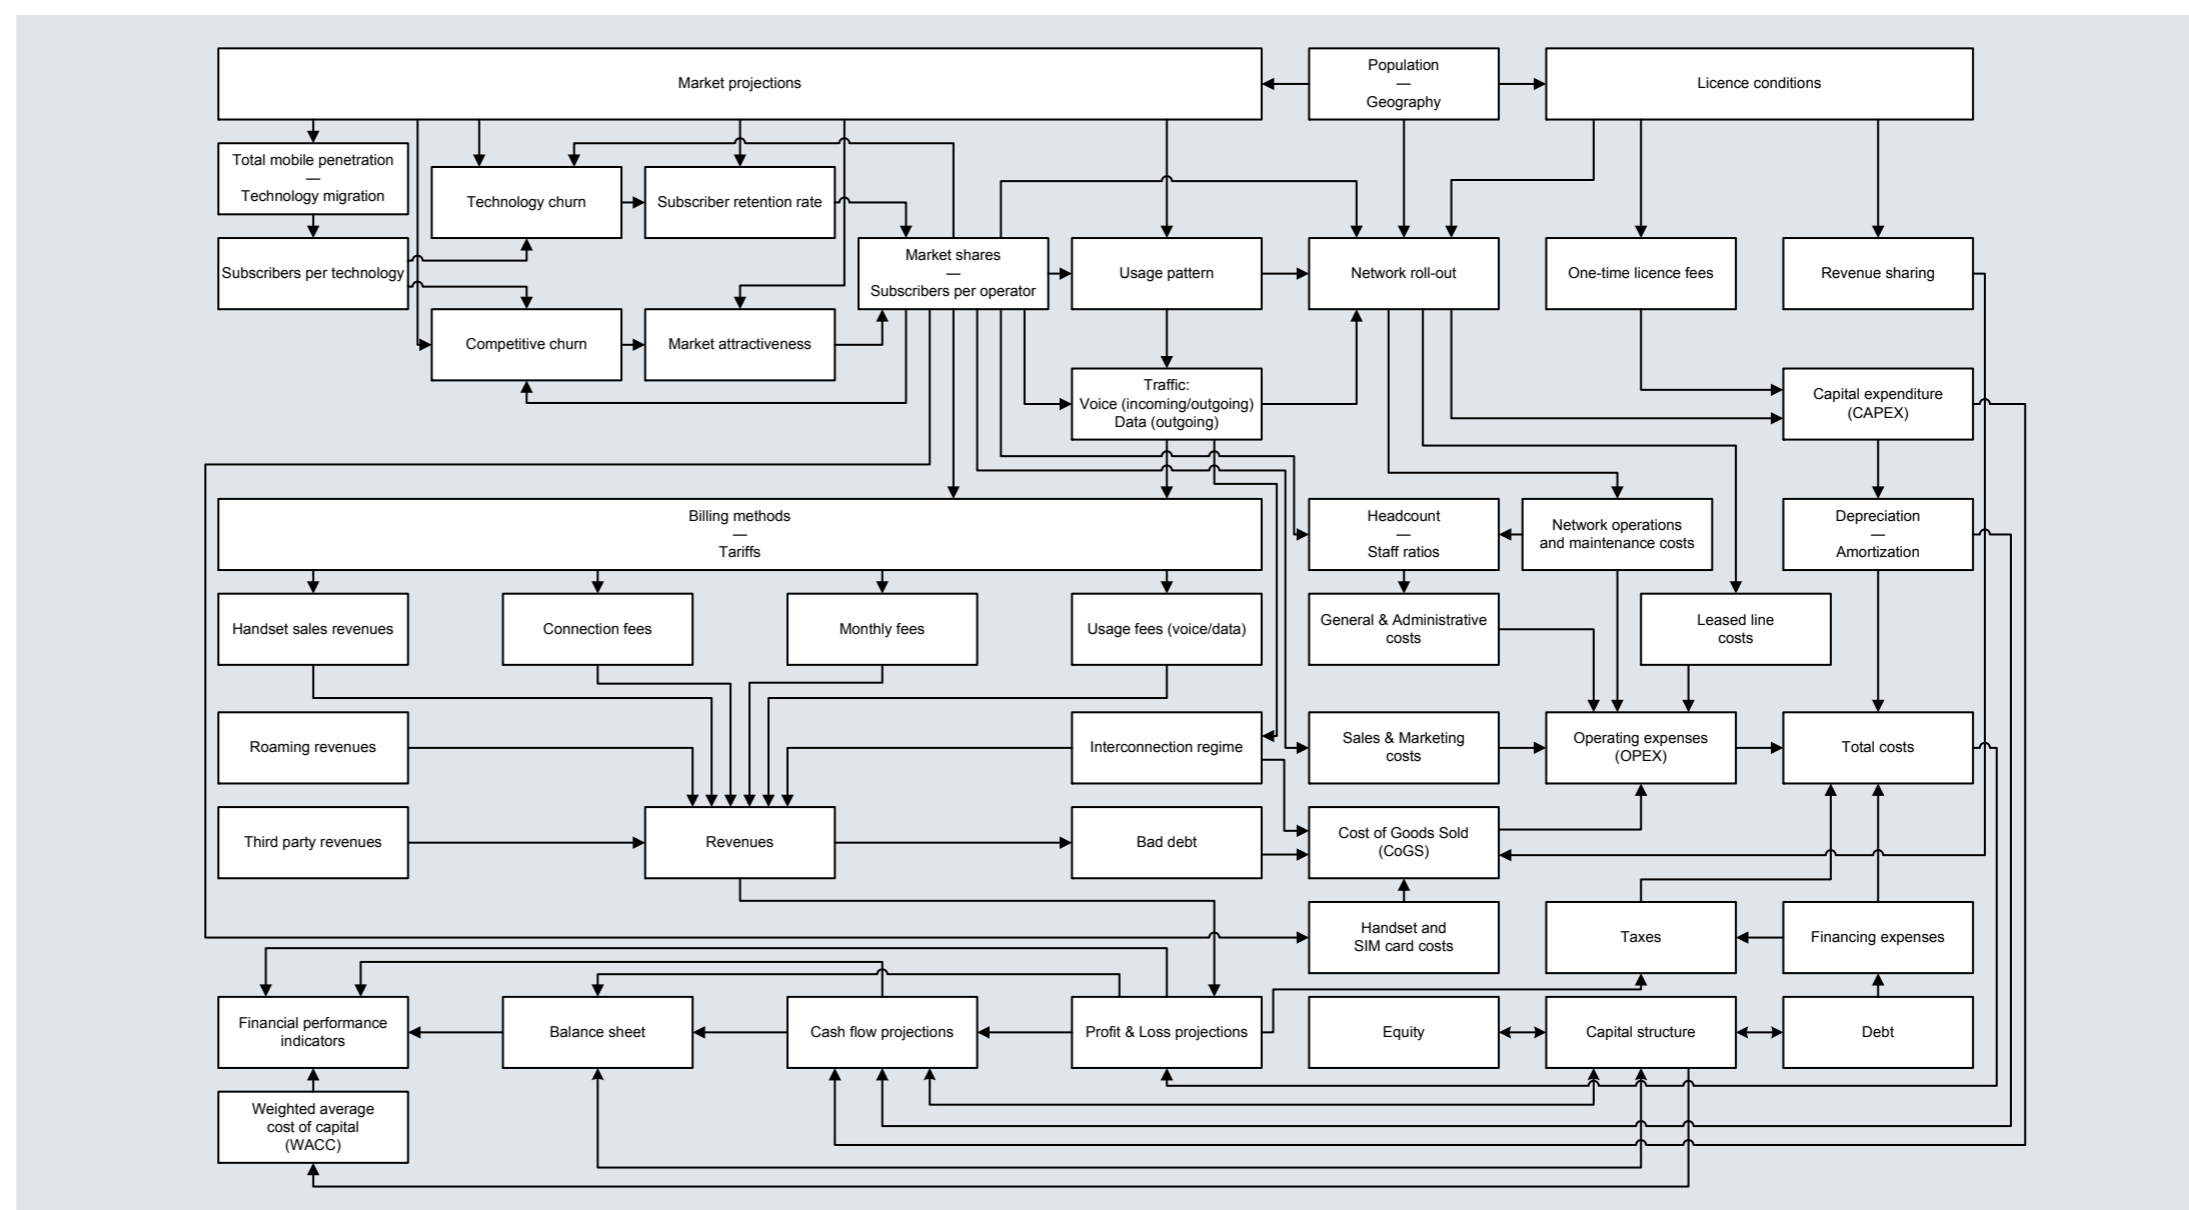 Market projections
Population
—
Geography
Licence conditions
Total mobile penetration
—
Technology migration
Technology churn
Subscriber retention rate
Subscribers per technology
Market shares
—
Subscribers per operator
Usage pattern
Network roll-out
One-time licence fees
Revenue sharing
Competitive churn
Market attractiveness
Traffic:
Voice (incoming/outgoing)
Data (outgoing)
Capital expenditure
(CAPEX)
Billing methods
—
Tariffs
Headcount
—
Staff ratios
Network operations
and maintenance costs
Depreciation
—
Amortization
Handset sales revenues
Connection fees
Monthly fees
Usage fees (voice/data)
General & Administrative
costs
Leased line
costs
Roaming revenues
Interconnection regime
Sales & Marketing
costs
Operating expenses
(OPEX)
Total costs
Third party revenues
Revenues
Bad debt
Cost of Goods Sold
(CoGS)
Handset and
SIM card costs
Taxes
Financing expenses
Financial performance
indicators
Balance sheet
Cash flow projections
Profit & Loss projections
Equity
Capital structure
Debt
Weighted average
cost of capital
(WACC)